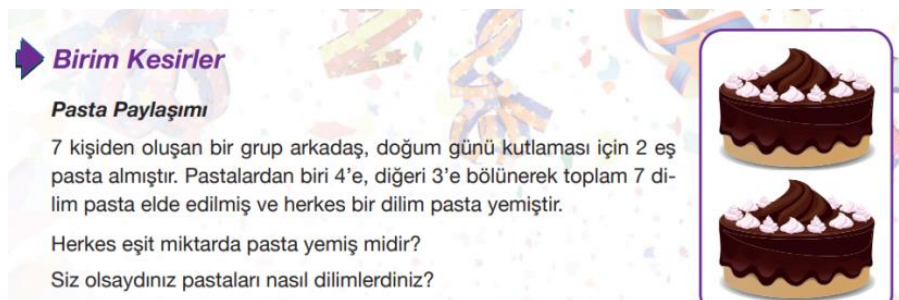 Birim Kesirler
Pasta Paylaşımı
7 kişiden oluşan bir grup arkadaş, doğum günü kutlaması için 2 eş
pasta almıştır. Pastalardan biri 4’e, diğeri 3’e bölünerek toplam 7 di-
lim pasta elde edilmiş ve herkes bir dilim pasta yemiştir.
Herkes eşit miktarda pasta yemiş midir?
Siz olsaydınız pastaları nasıl dilimlerdiniz?